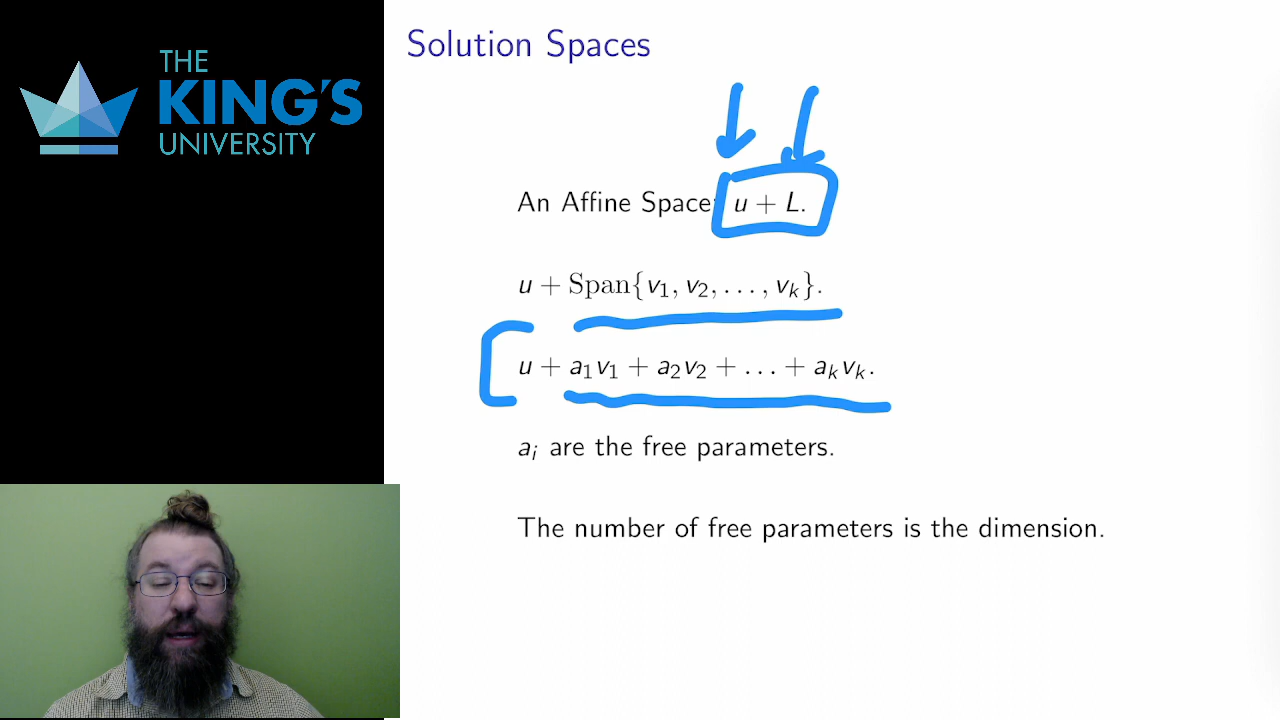 THE
KING'S
UNIVERSITY
Solution Spaces
An Affine Space: u + L.
u + Span{v₁, v₂, . . . , vₖ}.
u + a₁v₁ + a₂v₂ + . . . + aₖvₖ.
aᵢ are the free parameters.
The number of free parameters is the dimension.